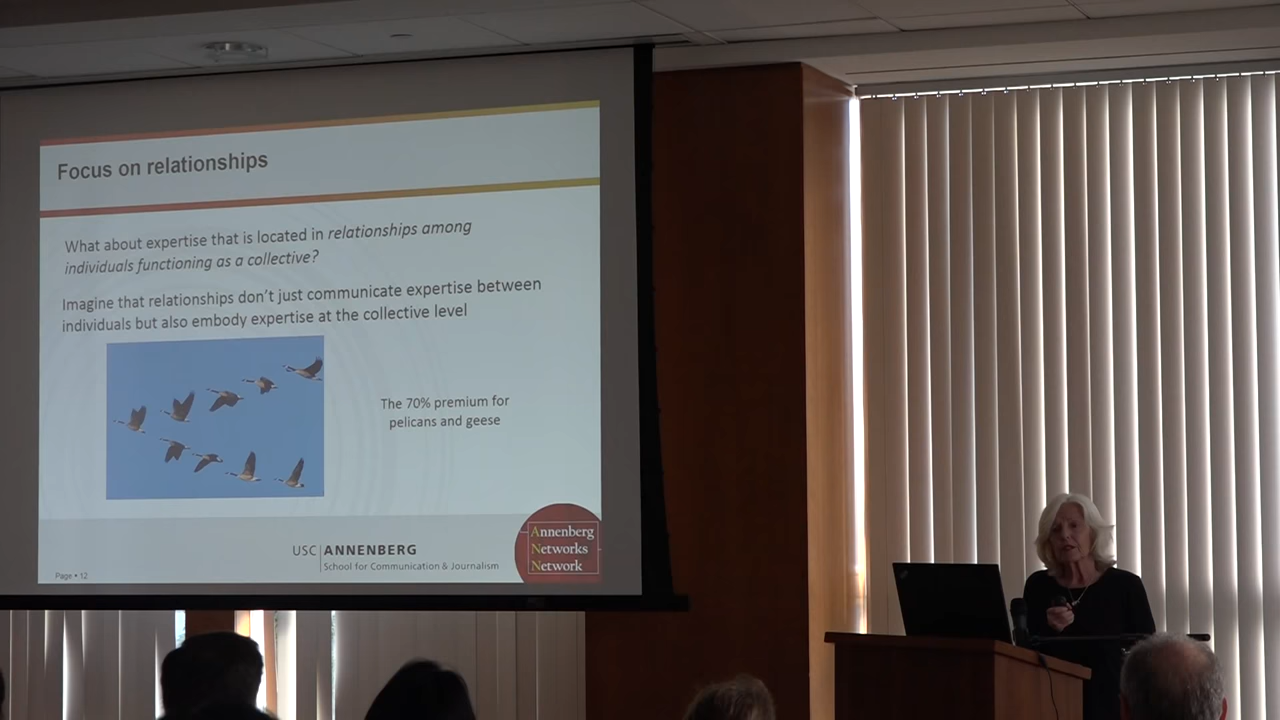 Focus on relationships
What about expertise that is located in relationships among
individuals functioning as a collective?
Imagine that relationships don't just communicate expertise between
individuals but also embody expertise at the collective level
The 70% premium for
pelicans and geese
USC ANNENBERG
School for Communication & Journalism
Annenberg
Networks
Network
Page • 12